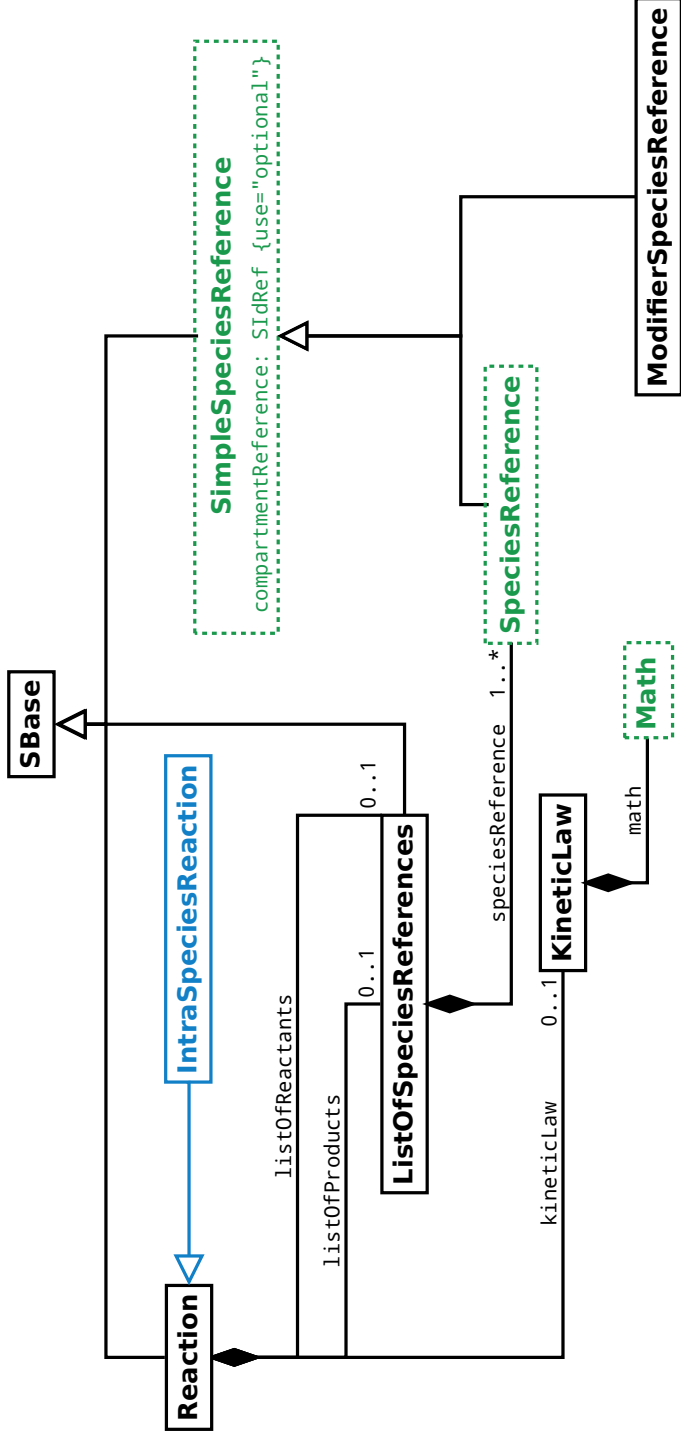 SBase
Reaction
IntraSpeciesReaction
SimpleSpeciesReference
compartmentReference: SIdRef {use="optional"}
listOfReactants
0..1
listOfProducts
0..1
ListOfSpeciesReferences
speciesReference
1..*
SpeciesReference
kineticLaw
0..1
KineticLaw
math
Math
ModifierSpeciesReference